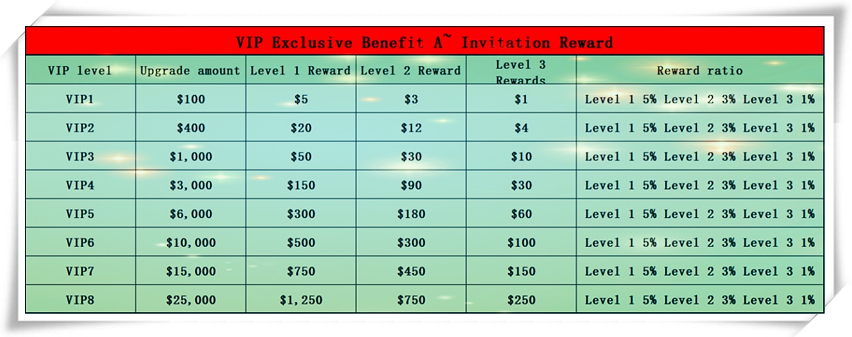 VIP Exclusive Benefit A~ Invitation Reward
VIP level Upgrade amount Level 1 Reward Level 2 Reward Level 3 Rewards Reward ratio
VIP1 $100 $5 $3 $1 Level 1 5% Level 2 3% Level 3 1%
VIP2 $400 $20 $12 $4 Level 1 5% Level 2 3% Level 3 1%
VIP3 $1,000 $50 $30 $10 Level 1 5% Level 2 3% Level 3 1%
VIP4 $3,000 $150 $90 $30 Level 1 5% Level 2 3% Level 3 1%
VIP5 $6,000 $300 $180 $60 Level 1 5% Level 2 3% Level 3 1%
VIP6 $10,000 $500 $300 $100 Level 1 5% Level 2 3% Level 3 1%
VIP7 $15,000 $750 $450 $150 Level 1 5% Level 2 3% Level 3 1%
VIP8 $25,000 $1,250 $750 $250 Level 1 5% Level 2 3% Level 3 1%